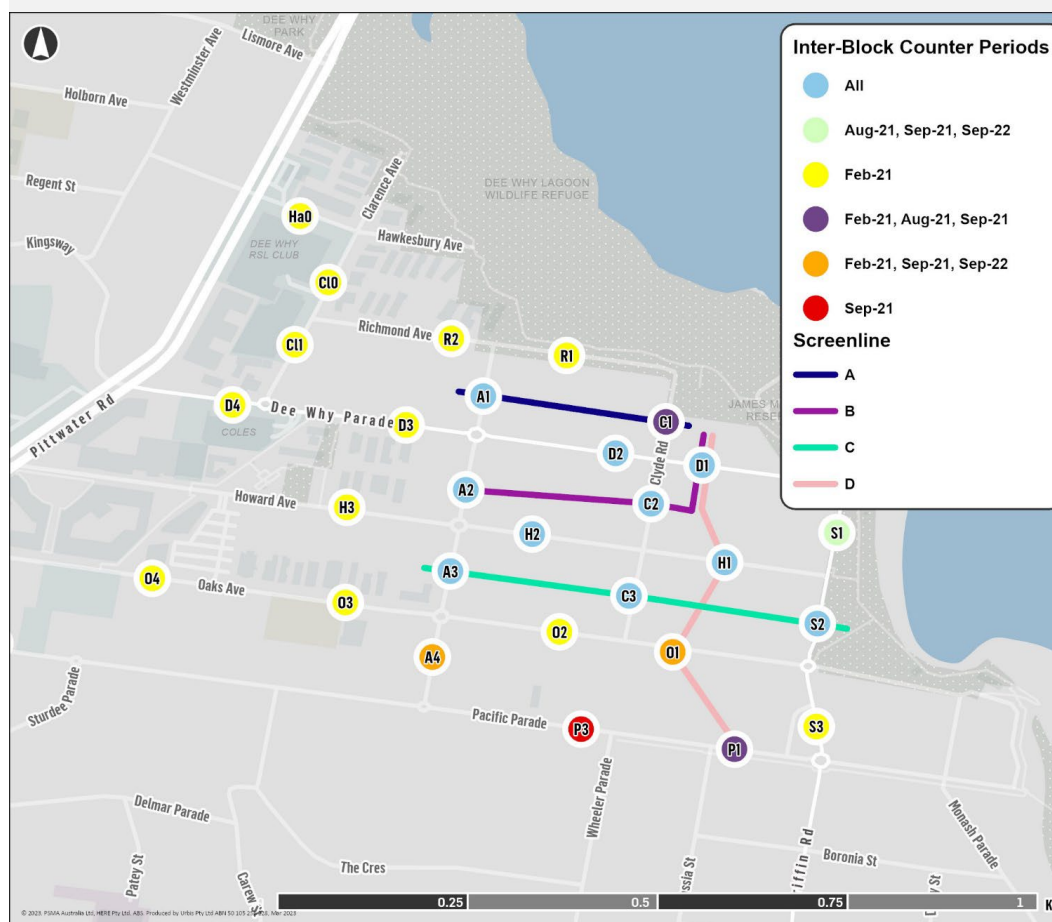 DEE WHY
PARK
Lismore Ave
Westminster Ave
Holborn Ave
Regent St
Kingsway
Clarence Ave
DEE WHY LAGOON
WILDLIFE REFUGE
Ha0
DEE WHY
RSL CLUB
Hawkesbury Ave
Cl0
Richmond Ave
R2
R1
Cl1
Pittwater Rd
D4
COLES
Dee Why Parade
D3
A1
C1
D2
Clyde Rd
D1
Howard Ave
H3
A2
C2
H2
H1
S1
O4
Oaks Ave
O3
A3
C3
S2
O2
A4
O1
Sturdee Parade
Pacific Parade
P3
P1
S3
Wheeler Parade
Delmar Parade
Patey St
Carew St
The Cres
Boronia St
Monash Parade
Inter-Block Counter Periods
All
Aug-21, Sep-21, Sep-22
Feb-21
Feb-21, Aug-21, Sep-21
Feb-21, Sep-21, Sep-22
Sep-21
Screenline
A
B
C
D
0.25
0.5
0.75
1
K